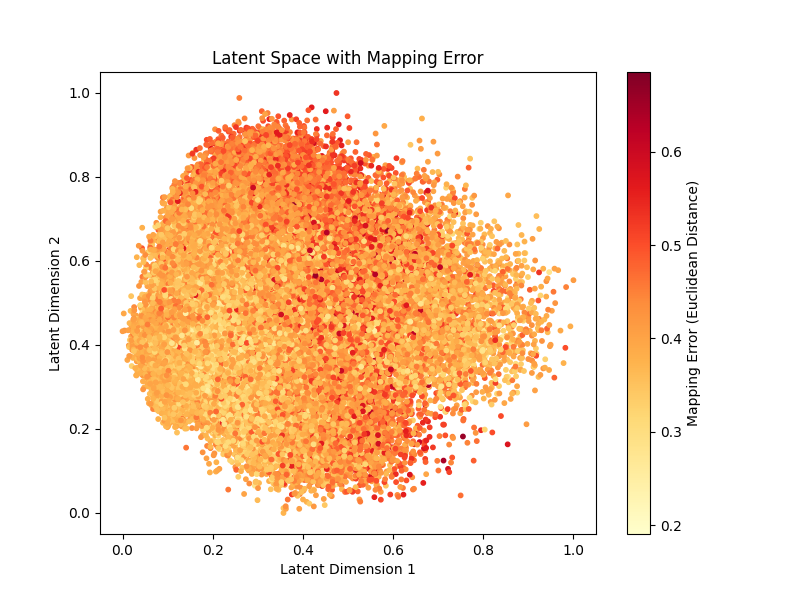 Latent Space with Mapping Error
Latent Dimension 2
1.0
0.8
0.6
0.4
0.2
0.0
0.0 0.2 0.4 0.6 0.8 1.0
Latent Dimension 1
0.6
0.5
0.4
0.3
0.2
Mapping Error (Euclidean Distance)